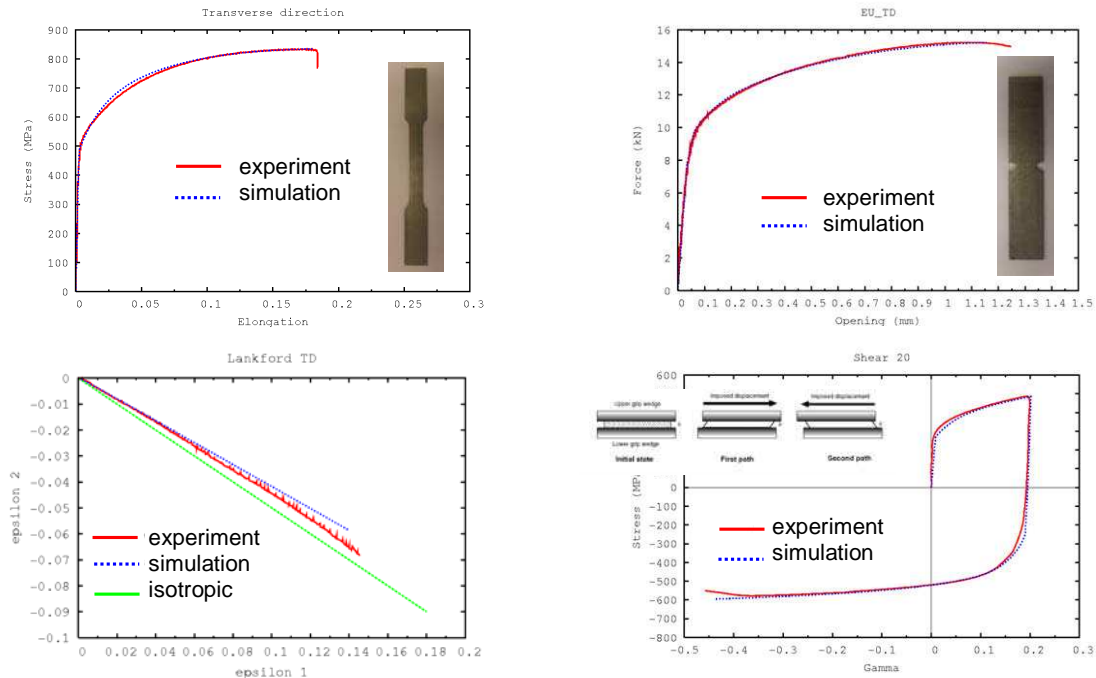 Transverse direction
900
800
700
600
500
400
300
200
100
0
Stress (MPa)
0 0.05 0.1 0.15 0.2 0.25 0.3
Elongation
experiment
simulation
EU_TD
16
14
12
10
8
6
4
2
0
Force (kN)
0 0.1 0.2 0.3 0.4 0.5 0.6 0.7 0.8 0.9 1 1.1 1.2 1.3 1.4 1.5
Opening (mm)
experiment
simulation
Lankford TD
0
-0.01
-0.02
-0.03
-0.04
-0.05
-0.06
-0.07
-0.08
-0.09
-0.1
epsilon 2
0 0.02 0.04 0.06 0.08 0.1 0.12 0.14 0.16 0.18 0.2
epsilon 1
experiment
simulation
isotropic
Shear 20
600
0
-100
-200
-300
-400
-500
-600
-700
-800
Stress (MP
-0.5 -0.4 -0.3 -0.2 -0.1 0 0.1 0.2 0.3
Gamma
Upper grip wedge
Lower grip wedge
Initial state
Imposed displacement
First path
Imposed displacement
Second path
experiment
simulation